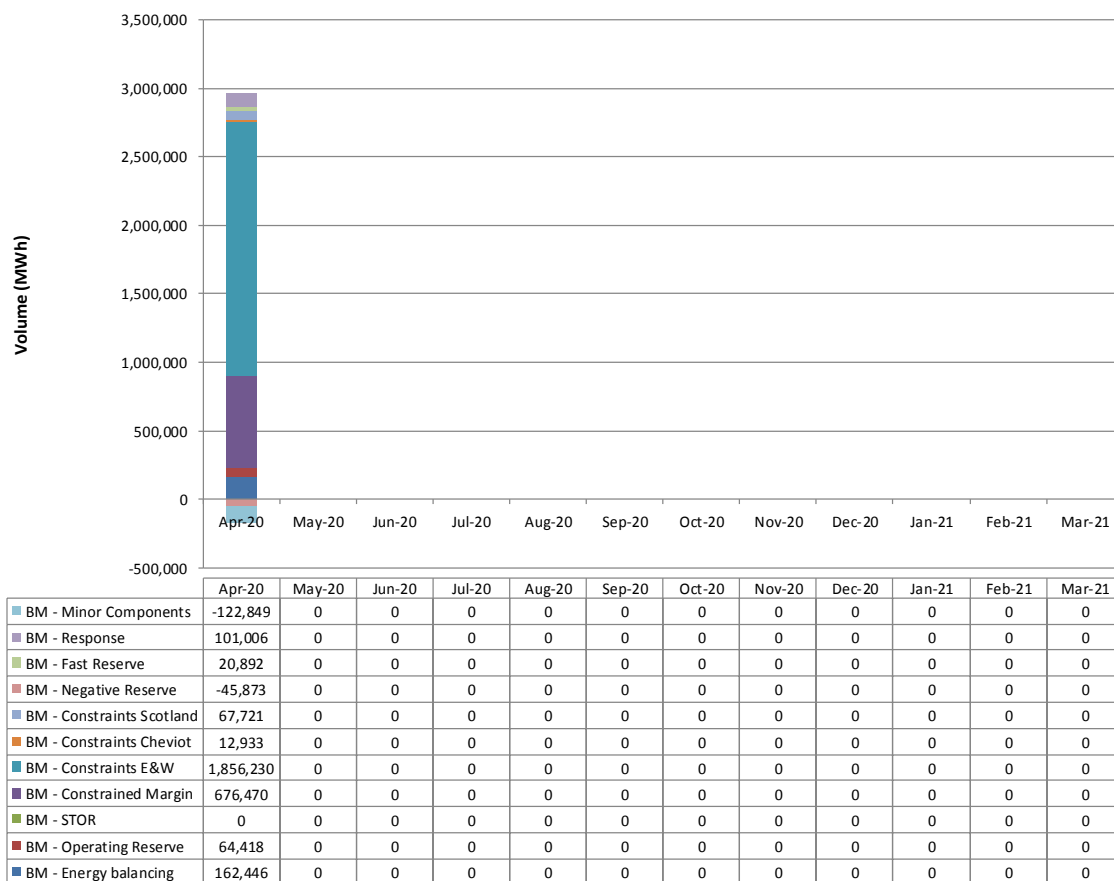 3,500,000
3,000,000
2,500,000
2,000,000
1,500,000
1,000,000
500,000
0
-500,000
Volume (MWh)
Apr-20 May-20 Jun-20 Jul-20 Aug-20 Sep-20 Oct-20 Nov-20 Dec-20 Jan-21 Feb-21 Mar-21
Apr-20 May-20 Jun-20 Jul-20 Aug-20 Sep-20 Oct-20 Nov-20 Dec-20 Jan-21 Feb-21 Mar-21
BM - Minor Components -122,849 0 0 0 0 0 0 0 0 0 0 0
BM - Response 101,006 0 0 0 0 0 0 0 0 0 0 0
BM - Fast Reserve 20,892 0 0 0 0 0 0 0 0 0 0 0
BM - Negative Reserve -45,873 0 0 0 0 0 0 0 0 0 0 0
BM - Constraints Scotland 67,721 0 0 0 0 0 0 0 0 0 0 0
BM - Constraints Cheviot 12,933 0 0 0 0 0 0 0 0 0 0 0
BM - Constraints E&W 1,856,230 0 0 0 0 0 0 0 0 0 0 0
BM - Constrained Margin 676,470 0 0 0 0 0 0 0 0 0 0 0
BM - STOR 0 0 0 0 0 0 0 0 0 0 0 0
BM - Operating Reserve 64,418 0 0 0 0 0 0 0 0 0 0 0
BM - Energy balancing 162,446 0 0 0 0 0 0 0 0 0 0 0